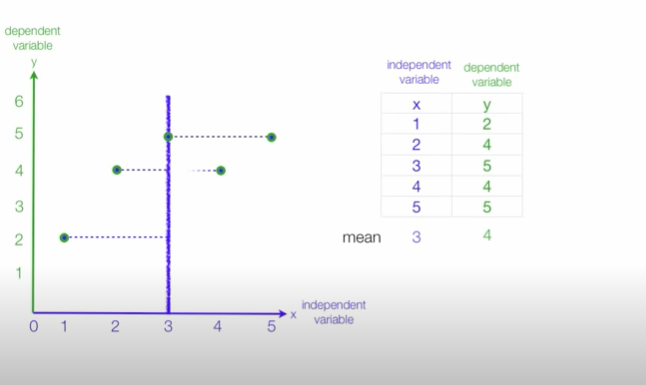 dependent
variable
y
6
5
4
3
2
1
0 1 2 3 4 5
x
independent
variable
independent
variable
dependent
variable
x y
1 2
2 4
3 5
4 4
5 5
mean 3 4